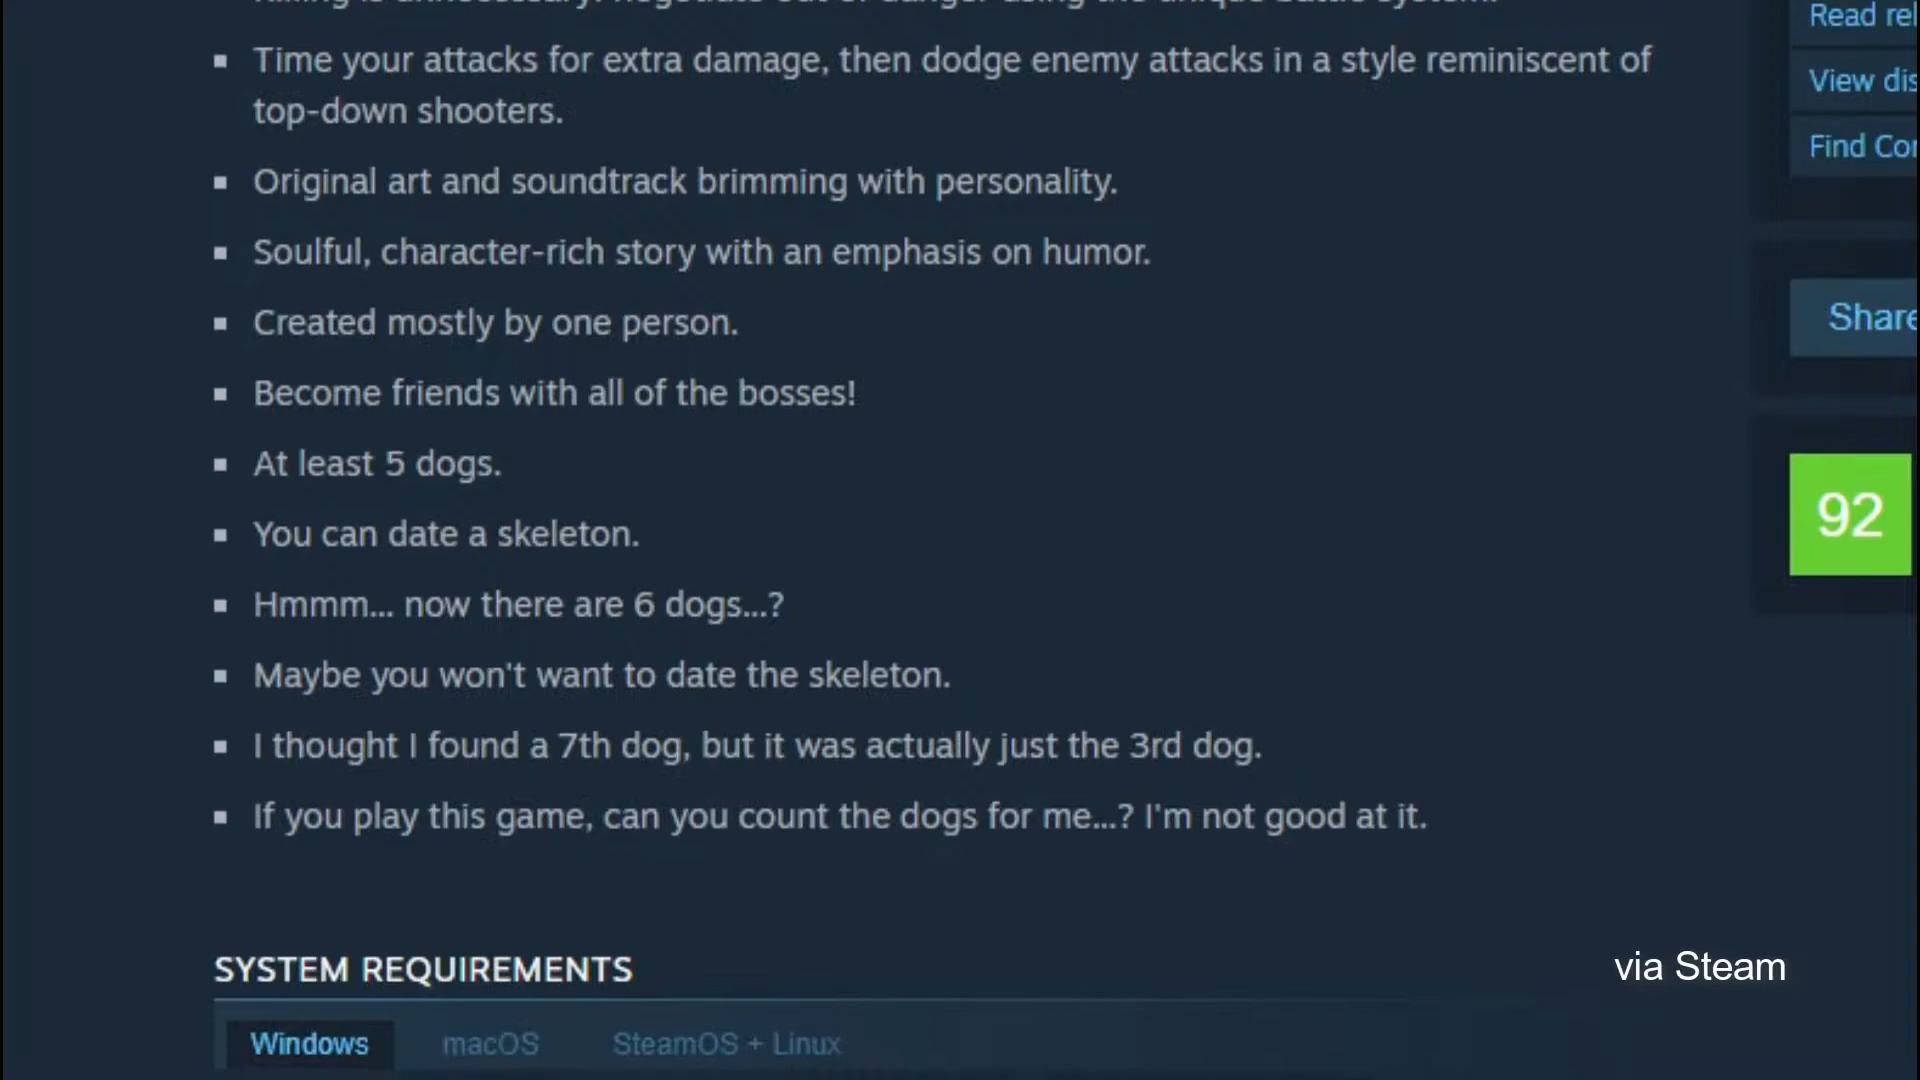 Time your attacks for extra damage, then dodge enemy attacks in a style reminiscent of
top-down shooters.
Original art and soundtrack brimming with personality.
Soulful, character-rich story with an emphasis on humor.
Created mostly by one person.
Become friends with all of the bosses!
At least 5 dogs.
You can date a skeleton.
Hmmm... now there are 6 dogs...?
Maybe you won't want to date the skeleton.
I thought I found a 7th dog, but it was actually just the 3rd dog.
If you play this game, can you count the dogs for me...? I'm not good at it.
SYSTEM REQUIREMENTS
Windows macOS SteamOS + Linux
Read
View
Find
Share
92
via Steam